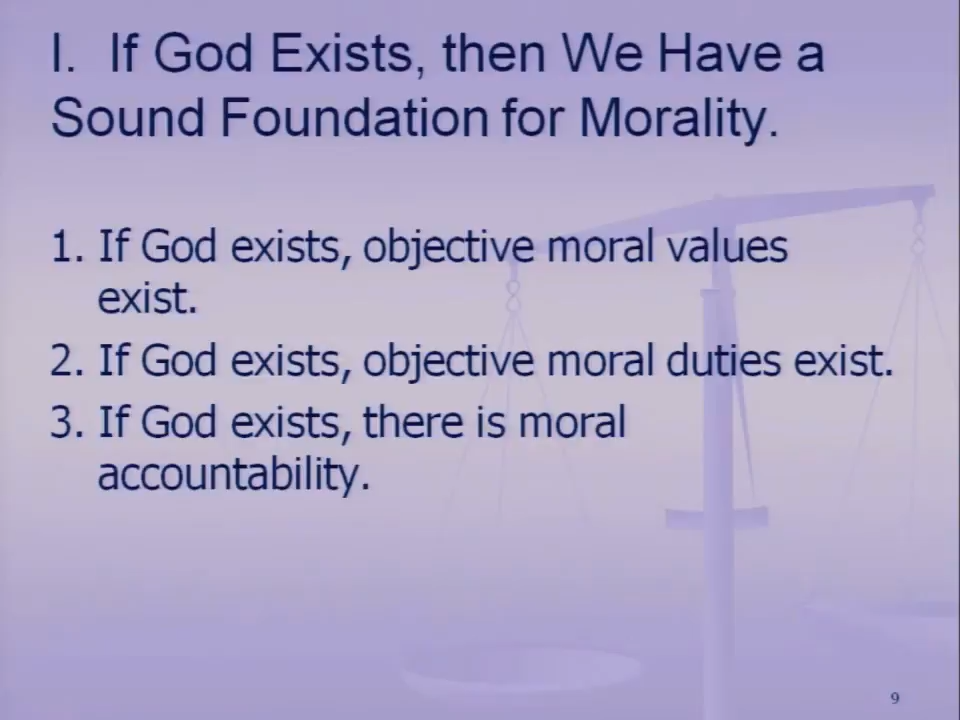 I. If God Exists, then We Have a
Sound Foundation for Morality.
1. If God exists, objective moral values
exist.
2. If God exists, objective moral duties exist.
3. If God exists, there is moral
accountability.
9